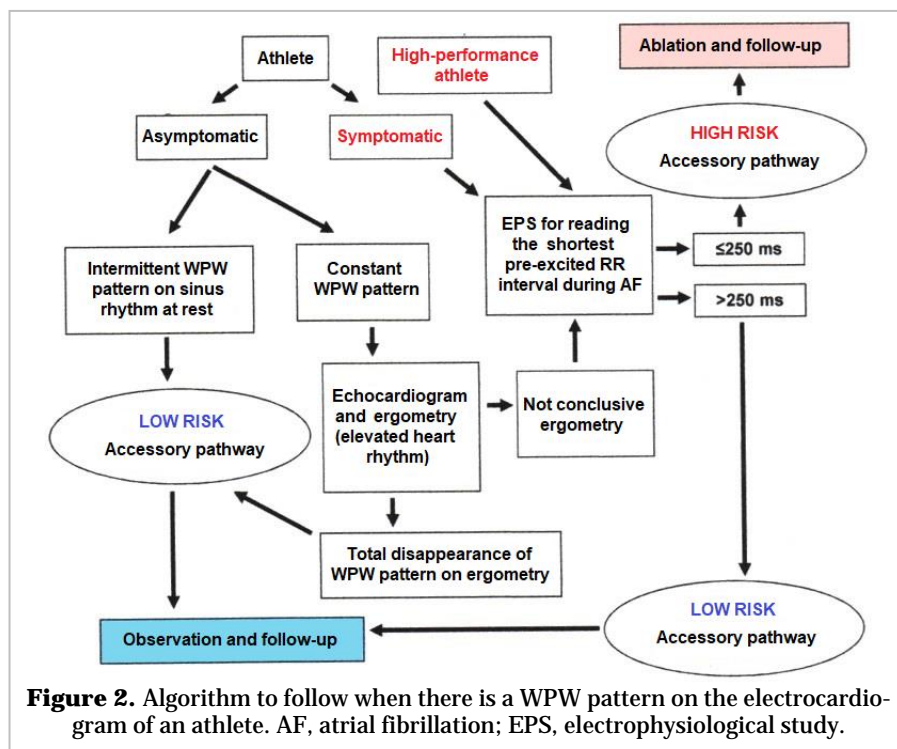 Athlete
High-performance
athlete
Ablation and follow-up
Asymptomatic
Symptomatic
HIGH RISK
Accessory pathway
EPS for reading
the shortest
pre-excited RR
interval during AF
≤250 ms
>250 ms
Intermittent WPW
pattern on sinus
rhythm at rest
Constant
WPW pattern
Echocardiogram
and ergometry
(elevated heart
rhythm)
Not conclusive
ergometry
LOW RISK
Accessory pathway
Total disappearance of
WPW pattern on ergometry
LOW RISK
Accessory pathway
Observation and follow-up
Figure 2. Algorithm to follow when there is a WPW pattern on the electrocardio-
gram of an athlete. AF, atrial fibrillation; EPS, electrophysiological study.